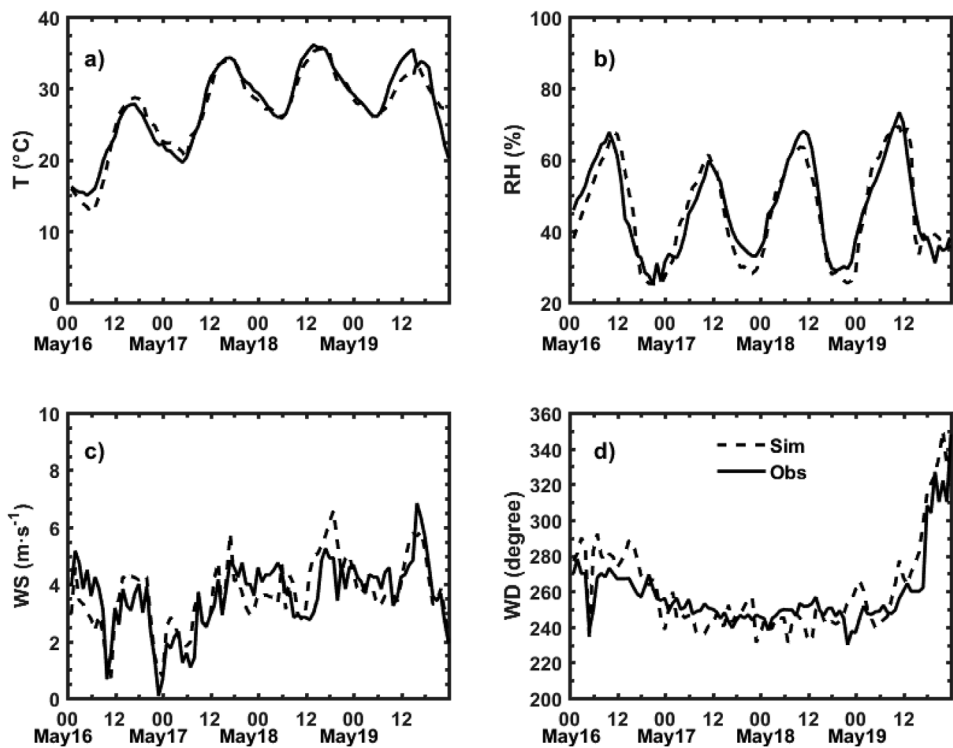 40
30
20
10
0
T (°C)
a)
00 12 00 12 00 12 00 12
May16 May17 May18 May19
100
80
60
40
20
RH (%)
b)
00 12 00 12 00 12 00 12
May16 May17 May18 May19
10
8
6
4
2
0
WS (m·s⁻¹)
c)
00 12 00 12 00 12 00 12
May16 May17 May18 May19
360
340
320
300
280
260
240
220
200
WD (degree)
d)
Sim
Obs
00 12 00 12 00 12 00 12
May16 May17 May18 May19